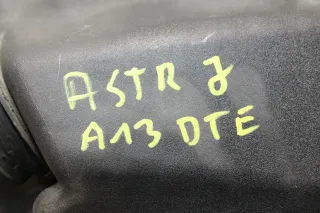 ASTR J
A13 DTE